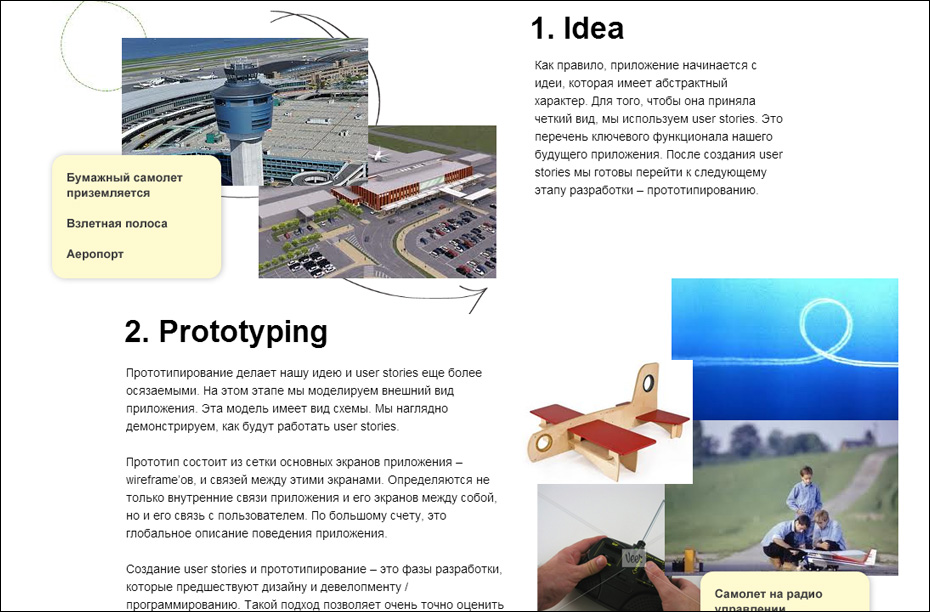 1. Idea
Как правило, приложение начинается с
идеи, которая имеет абстрактный
характер. Для того, чтобы она приняла
четкий вид, мы используем user stories. Это
перечень ключевого функционала нашего
будущего приложения. После создания user
stories мы готовы перейти к следующему
этапу разработки – прототипированию.
Бумажный самолет
приземляется
Взлетная полоса
Аеропорт
2. Prototyping
Прототипирование делает нашу идею и user stories еще более
осязаемыми. На этом этапе мы моделируем внешний вид
приложения. Эта модель имеет вид схемы. Мы наглядно
демонстрируем, как будут работать user stories.
Прототип состоит из сетки основных экранов приложения –
wireframe'ов, и связей между этими экранами. Определяются не
только внутренние связи приложения и его экранов между собой,
но и его связь с пользователем. По большому счету, это
глобальное описание поведения приложения.
Создание user stories и прототипирование – это фазы разработки,
которые предшествуют дизайну и девелопменту /
программированию. Такой подход позволяет очень точно оценить
Veer
Самолет на радио
управлении